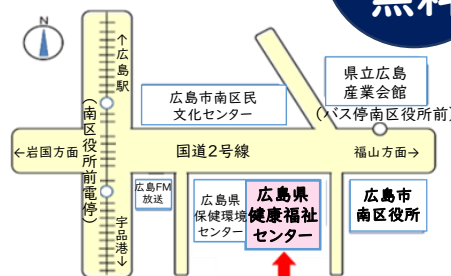 無料
N
↑広島駅
(南区役所前電停)
宇品港↓
広島市南区民
文化センター
県立広島
産業会館
(バス停南区役所前)
←岩国方面
国道2号線
福山方面→
広島FM
放送
広島県
保健環境
センター
広島県
健康福祉
センター
広島市
南区役所